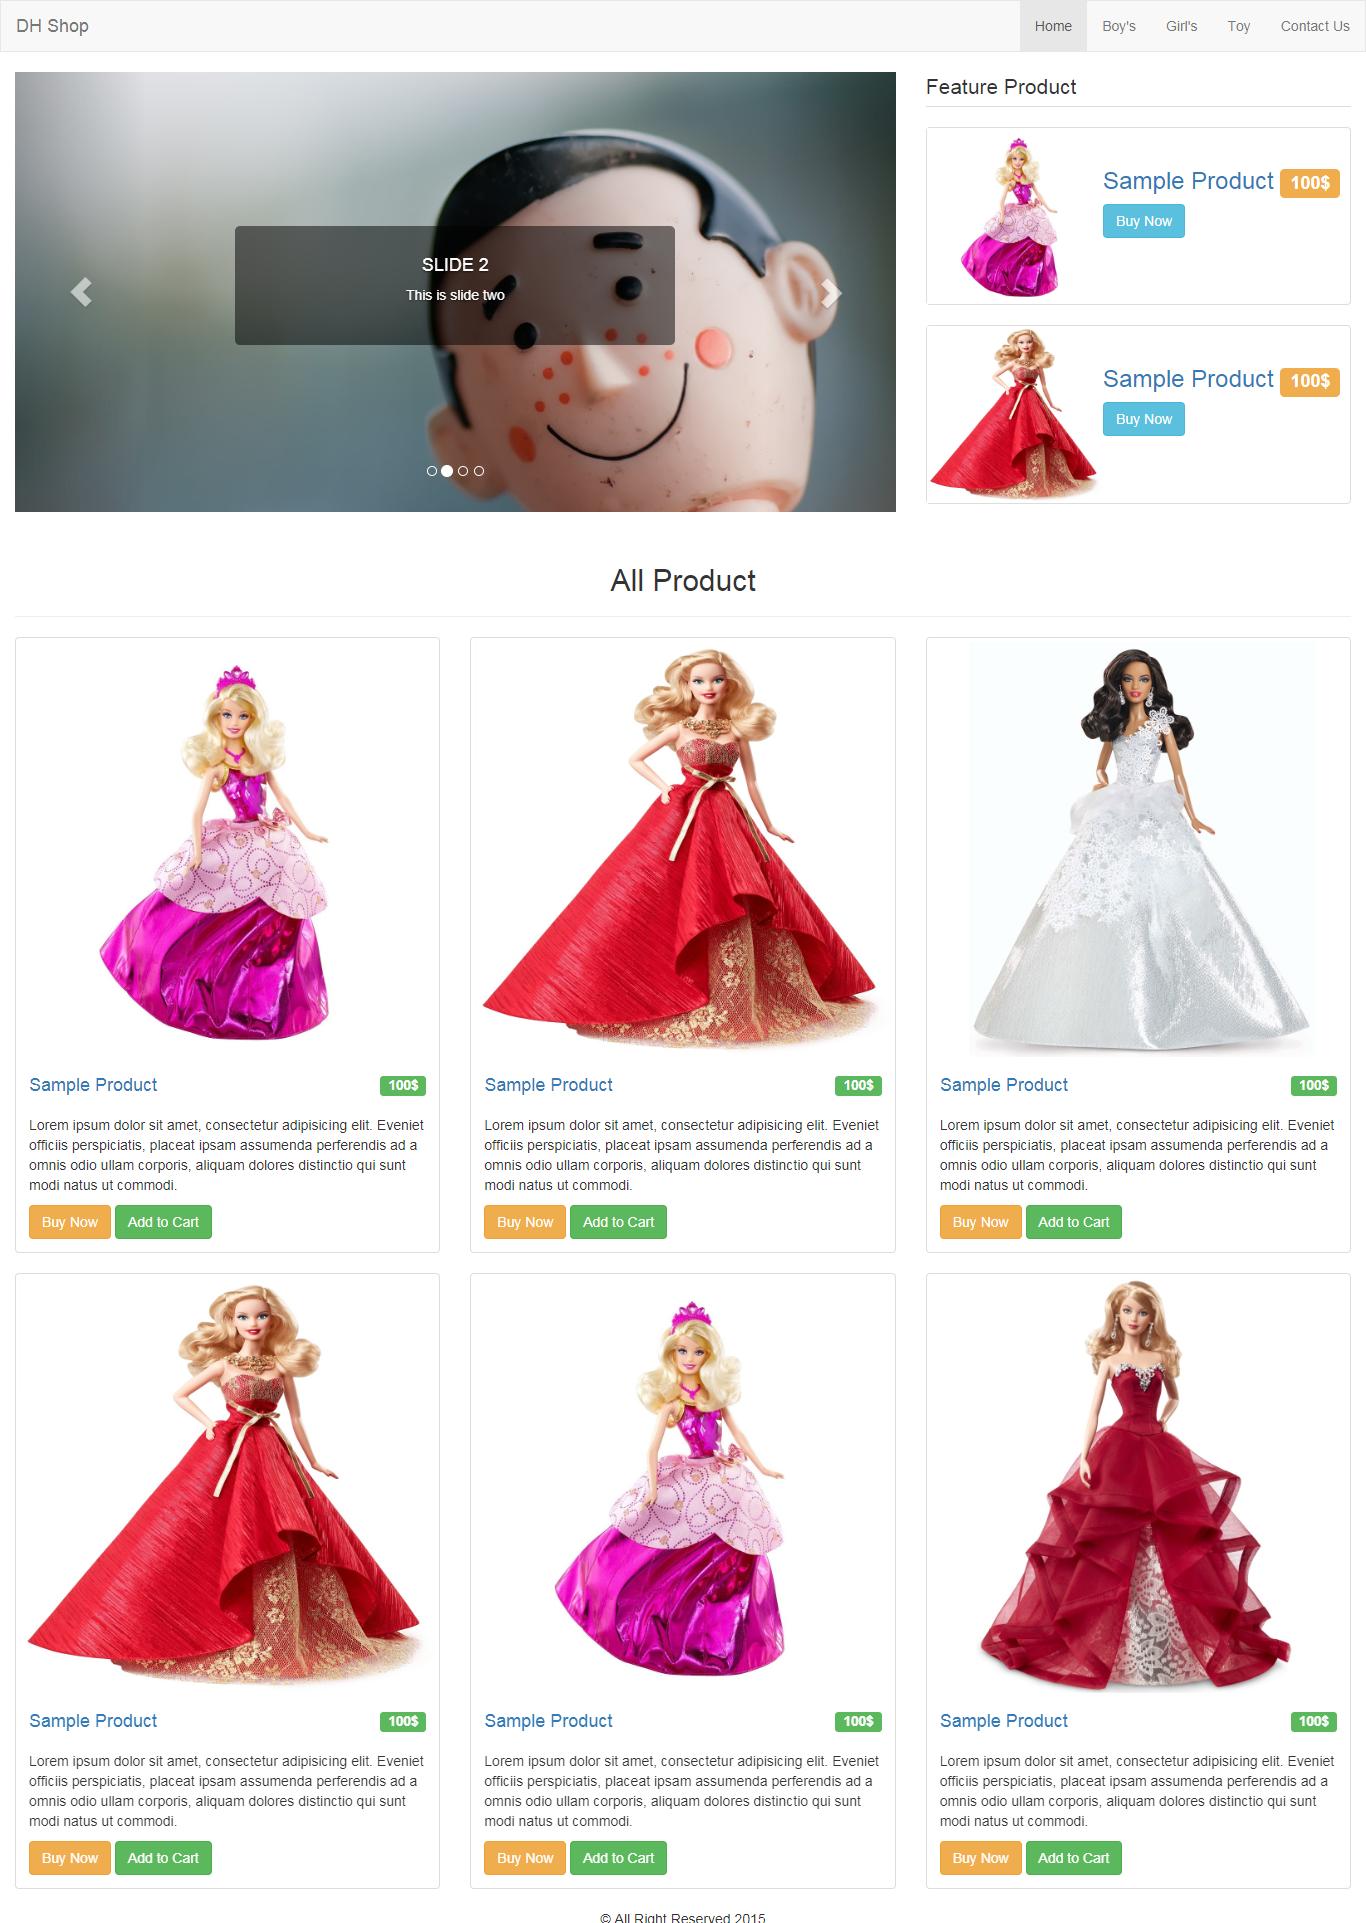 DH Shop
Home Boy's Girl's Toy Contact Us
SLIDE 2
This is slide two
Feature Product
Sample Product 100$
Buy Now
Sample Product 100$
Buy Now
All Product
Sample Product 100$
Lorem ipsum dolor sit amet, consectetur adipisicing elit. Eveniet
officiis perspiciatis, placeat ipsam assumenda perferendis ad a
omnis odio ullam corporis, aliquam dolores distinctio qui sunt
modi natus ut commodi.
Buy Now Add to Cart
Sample Product 100$
Lorem ipsum dolor sit amet, consectetur adipisicing elit. Eveniet
officiis perspiciatis, placeat ipsam assumenda perferendis ad a
omnis odio ullam corporis, aliquam dolores distinctio qui sunt
modi natus ut commodi.
Buy Now Add to Cart
Sample Product 100$
Lorem ipsum dolor sit amet, consectetur adipisicing elit. Eveniet
officiis perspiciatis, placeat ipsam assumenda perferendis ad a
omnis odio ullam corporis, aliquam dolores distinctio qui sunt
modi natus ut commodi.
Buy Now Add to Cart
Sample Product 100$
Lorem ipsum dolor sit amet, consectetur adipisicing elit. Eveniet
officiis perspiciatis, placeat ipsam assumenda perferendis ad a
omnis odio ullam corporis, aliquam dolores distinctio qui sunt
modi natus ut commodi.
Buy Now Add to Cart
Sample Product 100$
Lorem ipsum dolor sit amet, consectetur adipisicing elit. Eveniet
officiis perspiciatis, placeat ipsam assumenda perferendis ad a
omnis odio ullam corporis, aliquam dolores distinctio qui sunt
modi natus ut commodi.
Buy Now Add to Cart
Sample Product 100$
Lorem ipsum dolor sit amet, consectetur adipisicing elit. Eveniet
officiis perspiciatis, placeat ipsam assumenda perferendis ad a
omnis odio ullam corporis, aliquam dolores distinctio qui sunt
modi natus ut commodi.
Buy Now Add to Cart
© All Right Reserved 2015